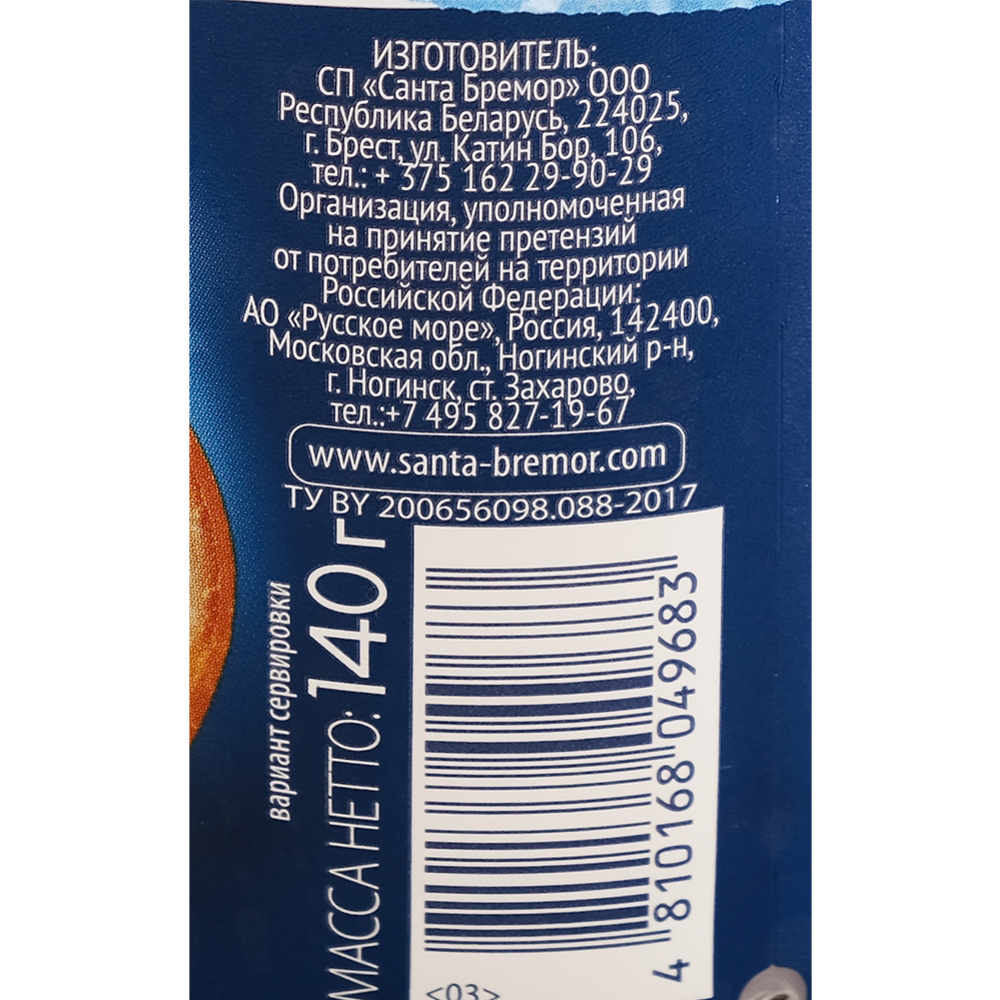 ИЗГОТОВИТЕЛЬ:
СП «Санта Бремор» ООО
Республика Беларусь, 224025,
г. Брест, ул. Катин Бор, 106,
тел.: + 375 162 29-90-29
Организация, уполномоченная
на принятие претензий
от потребителей на территории
Российской Федерации:
АО «Русское море», Россия, 142400,
Московская обл., Ногинский р-н,
г. Ногинск, ст. Захарово,
тел.:+7 495 827-19-67
www.santa-bremor.com
ТУ BY 200656098.088-2017
вариант сервировки
МАССА НЕТТО: 140 г
4 810168 049683
<03>